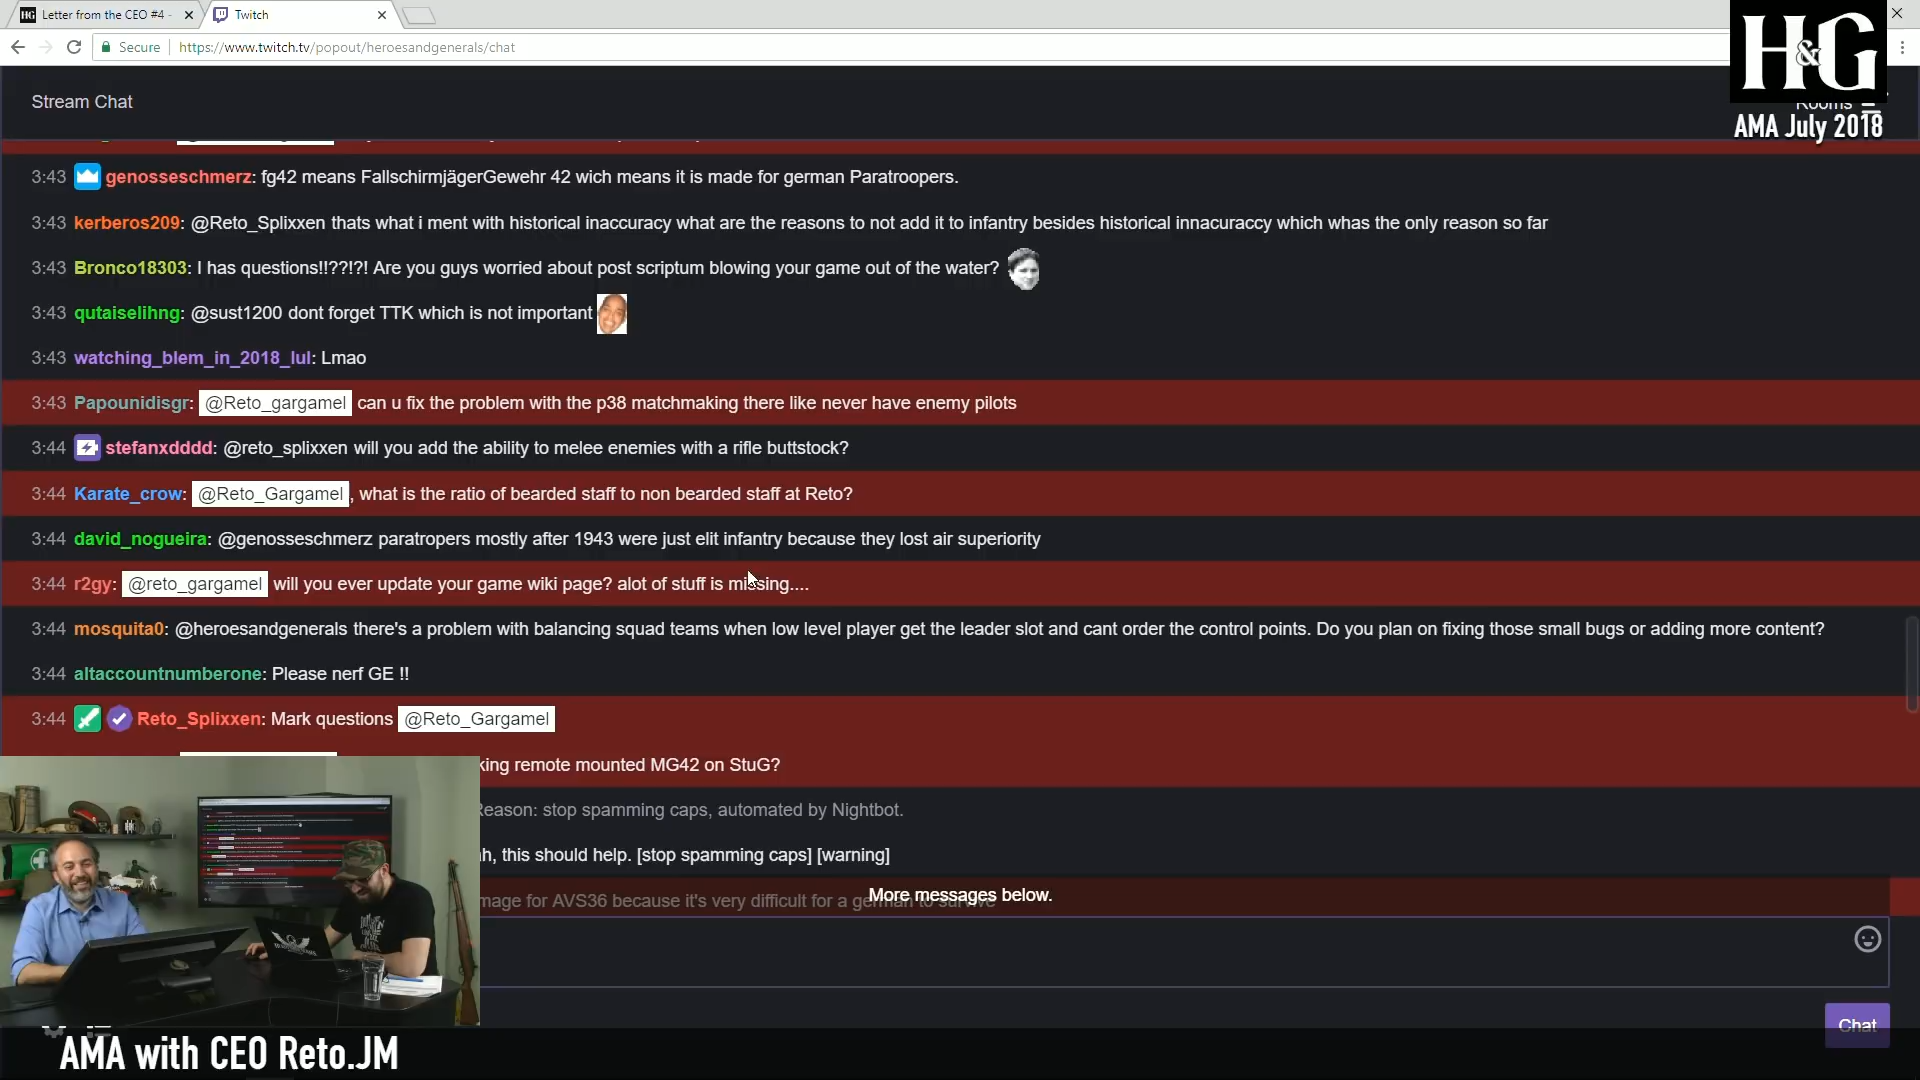 Letter from the CEO #4 -
Twitch
Secure
https://www.twitch.tv/popout/heroesandgenerals/chat
H&G
AMA July 2018
Stream Chat
Rooms
3:43 genosseschmerz: fg42 means FallschirmjägerGewehr 42 wich means it is made for german Paratroopers.
3:43 kerberos209: @Reto_Splixxen thats what i ment with historical inaccuracy what are the reasons to not add it to infantry besides historical innacuraccy which whas the only reason so far
3:43 Bronco18303: I has questions!!??!?! Are you guys worried about post scriptum blowing your game out of the water?
3:43 qutaiselihng: @sust1200 dont forget TTK which is not important
3:43 watching_blem_in_2018_lul: Lmao
3:43 Papounidisgr: @Reto_gargamel can u fix the problem with the p38 matchmaking there like never have enemy pilots
3:44 stefanxdddd: @reto_splixxen will you add the ability to melee enemies with a rifle buttstock?
3:44 Karate_crow: @Reto_Gargamel, what is the ratio of bearded staff to non bearded staff at Reto?
3:44 david_nogueira: @genosseschmerz paratropers mostly after 1943 were just elit infantry because they lost air superiority
3:44 r2gy: @reto_gargamel will you ever update your game wiki page? alot of stuff is missing....
3:44 mosquita0: @heroesandgenerals there's a problem with balancing squad teams when low level player get the leader slot and cant order the control points. Do you plan on fixing those small bugs or adding more content?
3:44 altaccountnumberone: Please nerf GE !!
3:44 Reto_Splixxen: Mark questions @Reto_Gargamel
king remote mounted MG42 on StuG?
Reason: stop spamming caps, automated by Nightbot.
h, this should help. [stop spamming caps] [warning]
mage for AVS36 because it's very difficult for a german to survive
More messages below.
Chat
AMA with CEO Reto.JM